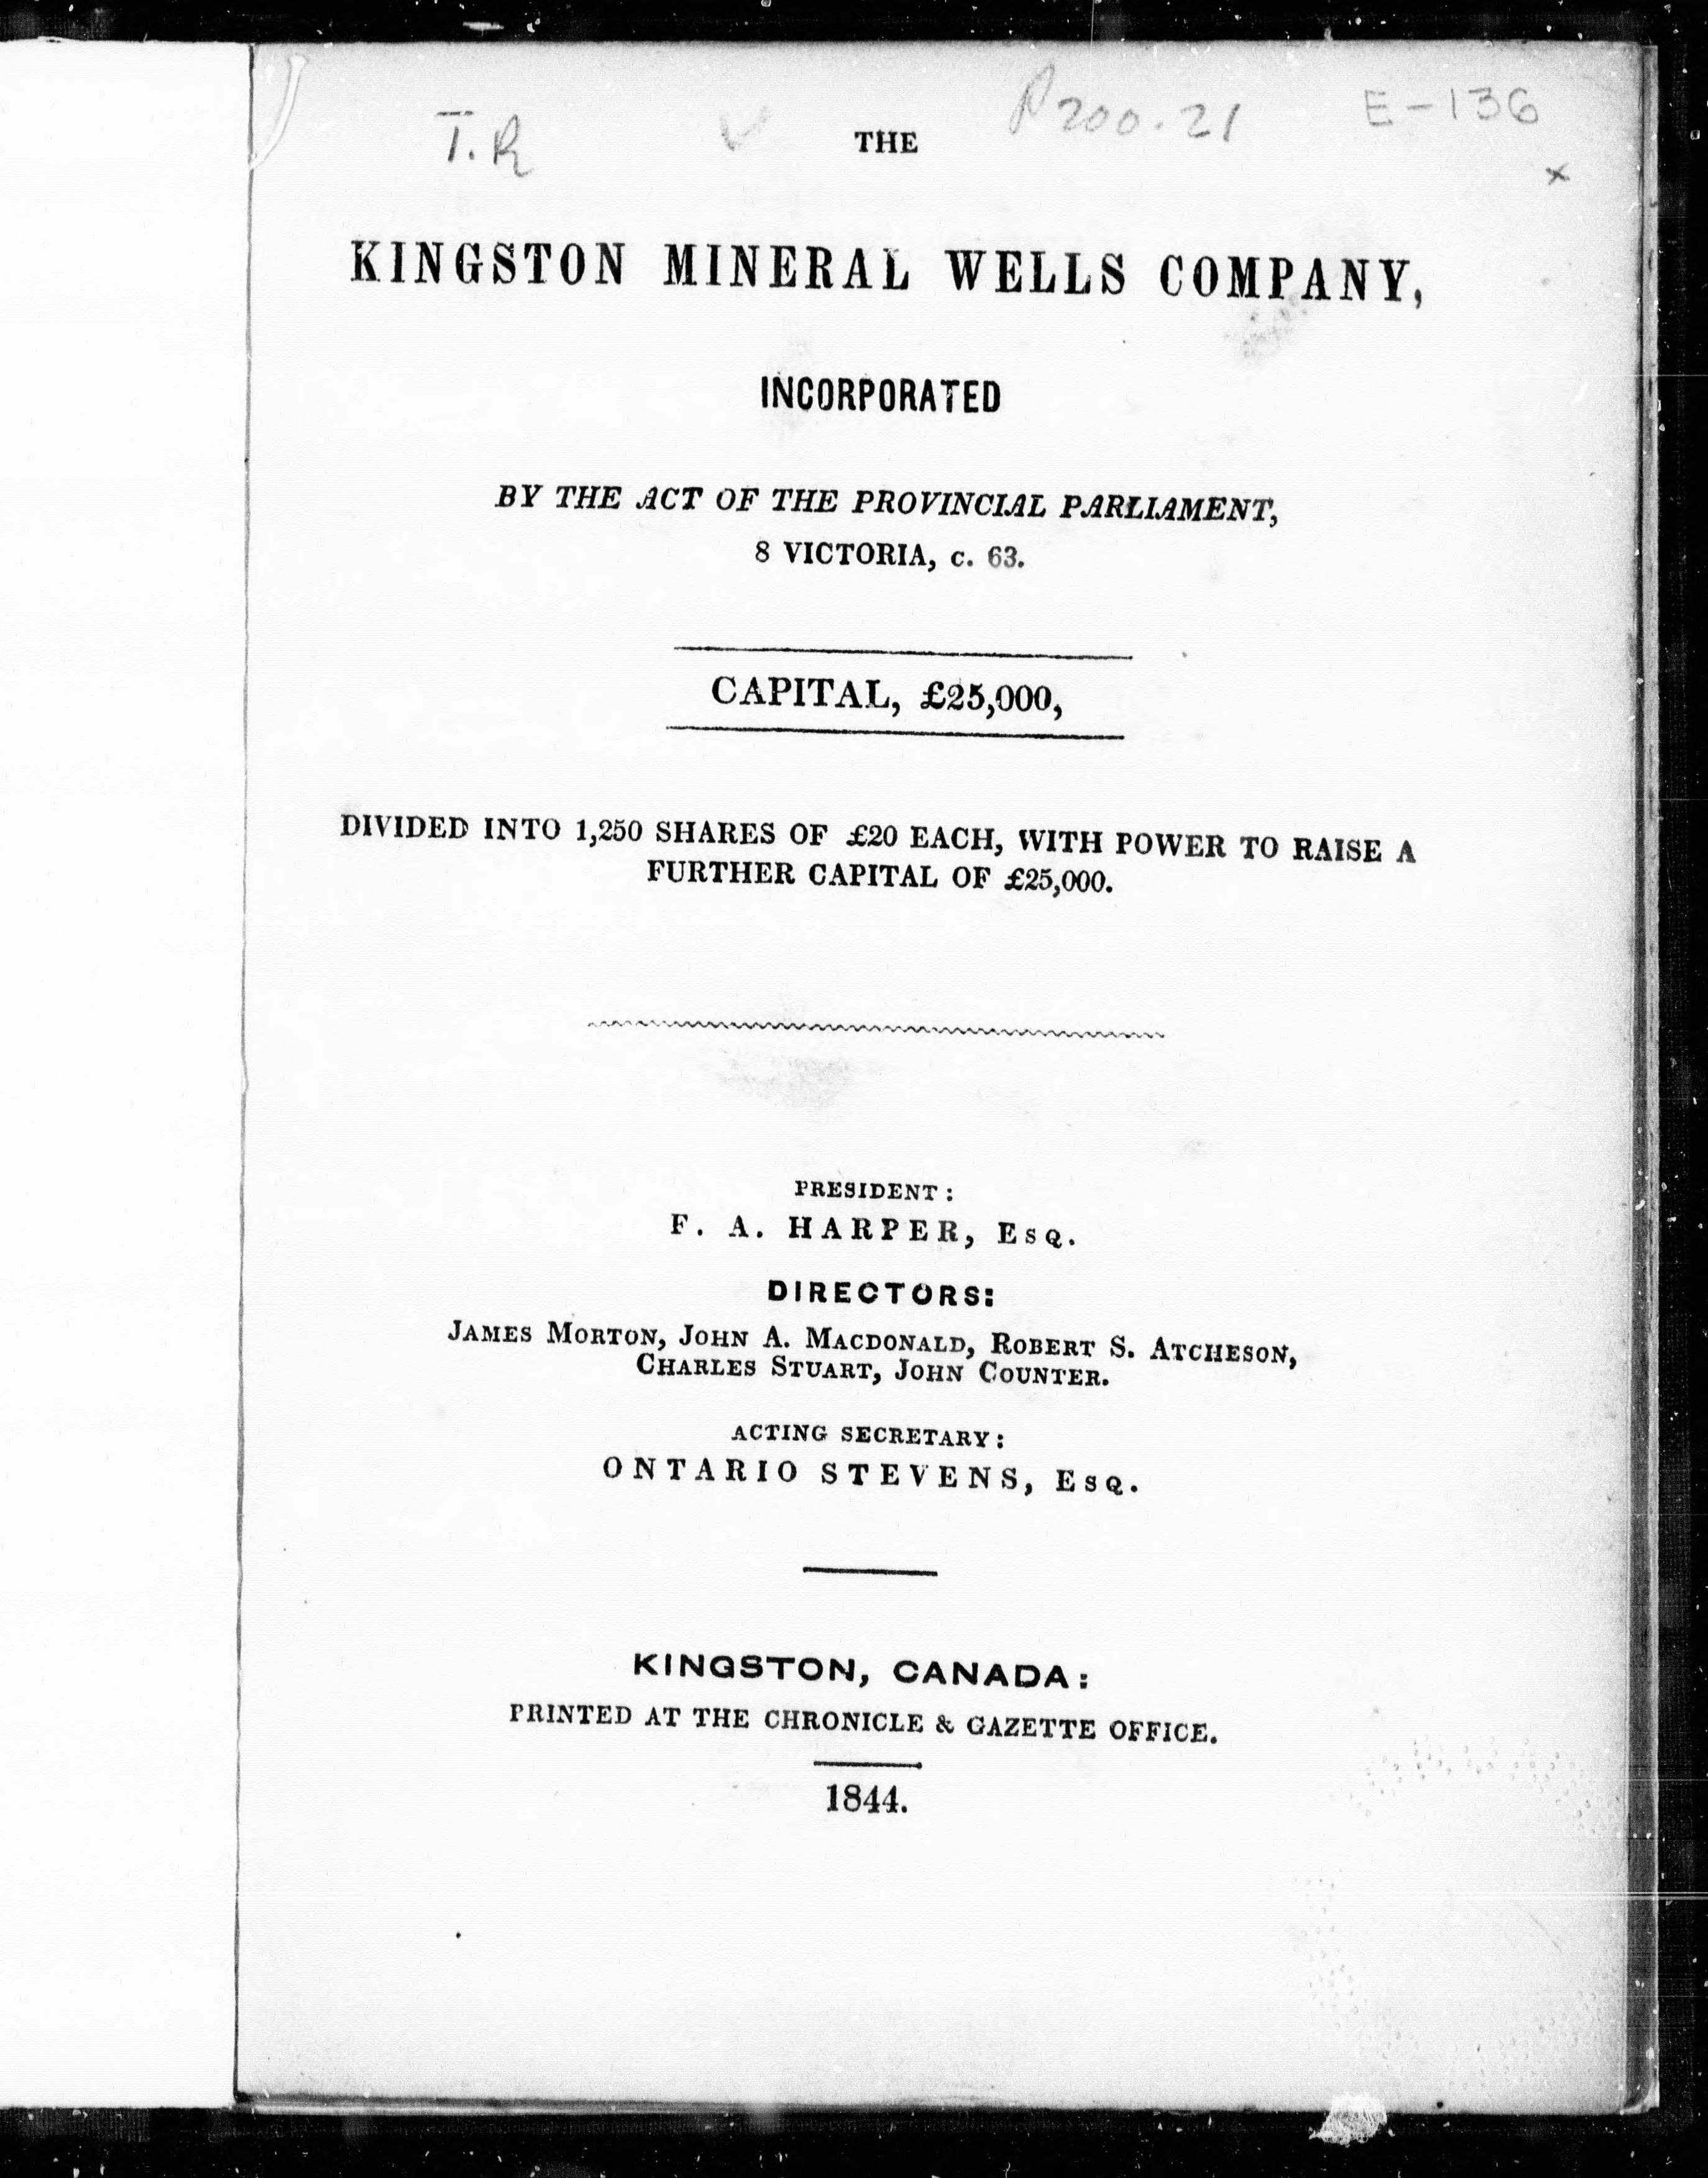 T. R
P200.21
E-136
x
THE
KINGSTON MINERAL WELLS COMPANY,
INCORPORATED
BY THE ACT OF THE PROVINCIAL PARLIAMENT,
8 VICTORIA, c. 63.
CAPITAL, £25,000,
DIVIDED INTO 1,250 SHARES OF £20 EACH, WITH POWER TO RAISE A
FURTHER CAPITAL OF £25,000.
PRESIDENT:
F. A. HARPER, ESQ.
DIRECTORS:
JAMES MORTON, JOHN A. MACDONALD, ROBERT S. ATCHESON,
CHARLES STUART, JOHN COUNTER.
ACTING SECRETARY:
ONTARIO STEVENS, ESQ.
KINGSTON, CANADA:
PRINTED AT THE CHRONICLE & GAZETTE OFFICE.
1844.